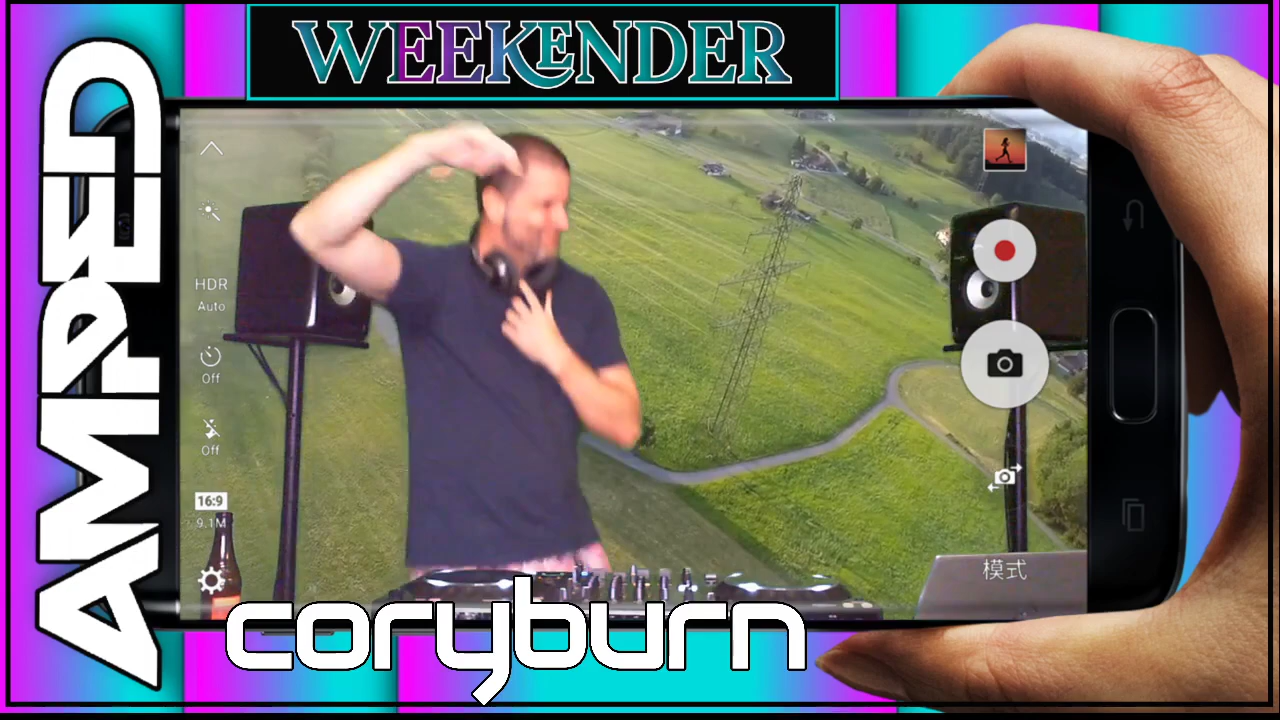 WEEKENDER
AMPED
HDR
Auto
Off
Off
16:9
9.1M
模式
coryburn